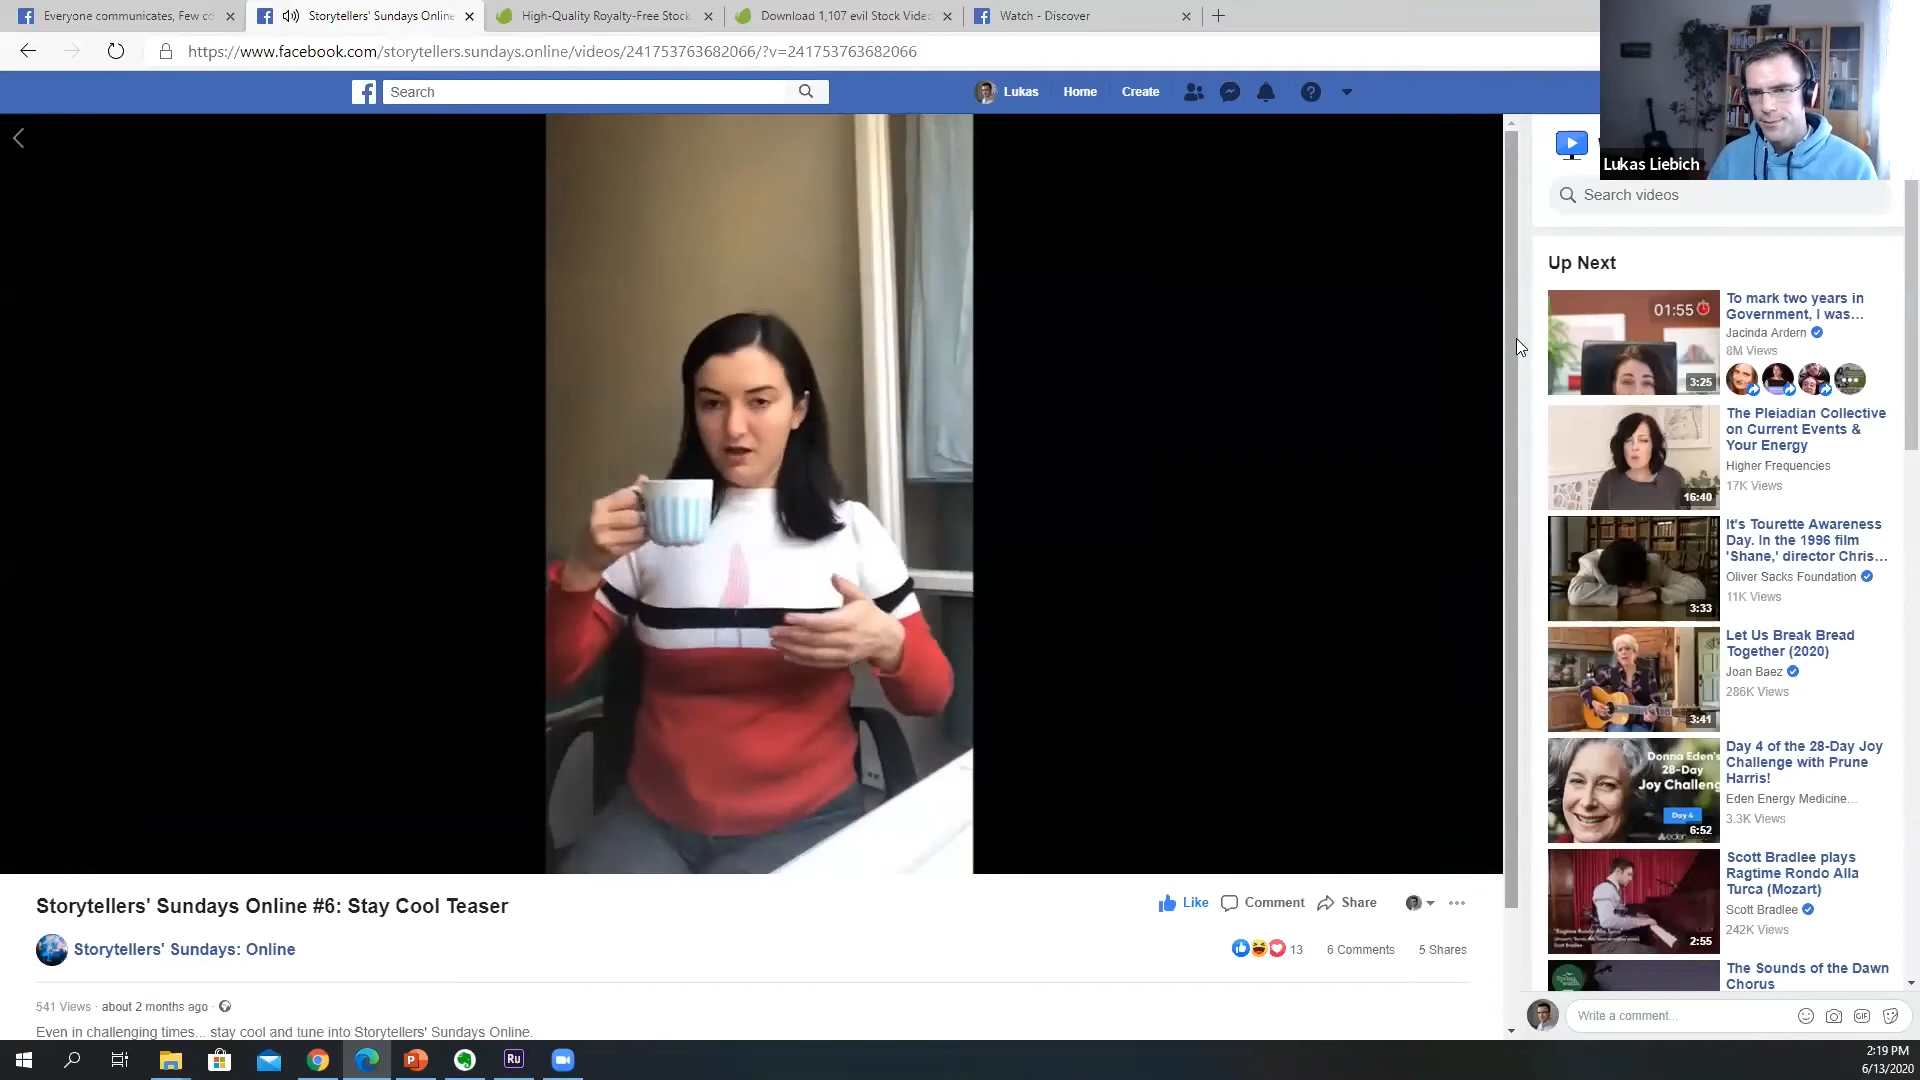 Everyone communicates, Few co
Storytellers' Sundays Online
High-Quality Royalty-Free Stock
Download 1,107 evil Stock Video
Watch - Discover
https://www.facebook.com/storytellers.sundays.online/videos/241753763682066/?v=241753763682066
Search
Lukas
Home
Create
Lukas Liebich
Search videos
Up Next
01:55
3:25
To mark two years in
Government, I was...
Jacinda Ardern
8M Views
16:40
The Pleiadian Collective
on Current Events &
Your Energy
Higher Frequencies
17K Views
3:33
It's Tourette Awareness
Day. In the 1996 film
'Shane,' director Chris...
Oliver Sacks Foundation
11K Views
3:41
Let Us Break Bread
Together (2020)
Joan Baez
286K Views
Donna Eden's
28-Day
Joy Challeng
Day 4
eden
6:52
Day 4 of the 28-Day Joy
Challenge with Prune
Harris!
Eden Energy Medicine...
3.3K Views
2:55
Scott Bradlee plays
Ragtime Rondo Alla
Turca (Mozart)
Scott Bradlee
242K Views
The Sounds of the Dawn
Chorus
Storytellers' Sundays Online #6: Stay Cool Teaser
Like
Comment
Share
Storytellers' Sundays: Online
13
6 Comments
5 Shares
541 Views · about 2 months ago ·
Even in challenging times... stay cool and tune into Storytellers' Sundays Online.
Write a comment...
GIF
Ru
2:19 PM
6/13/2020